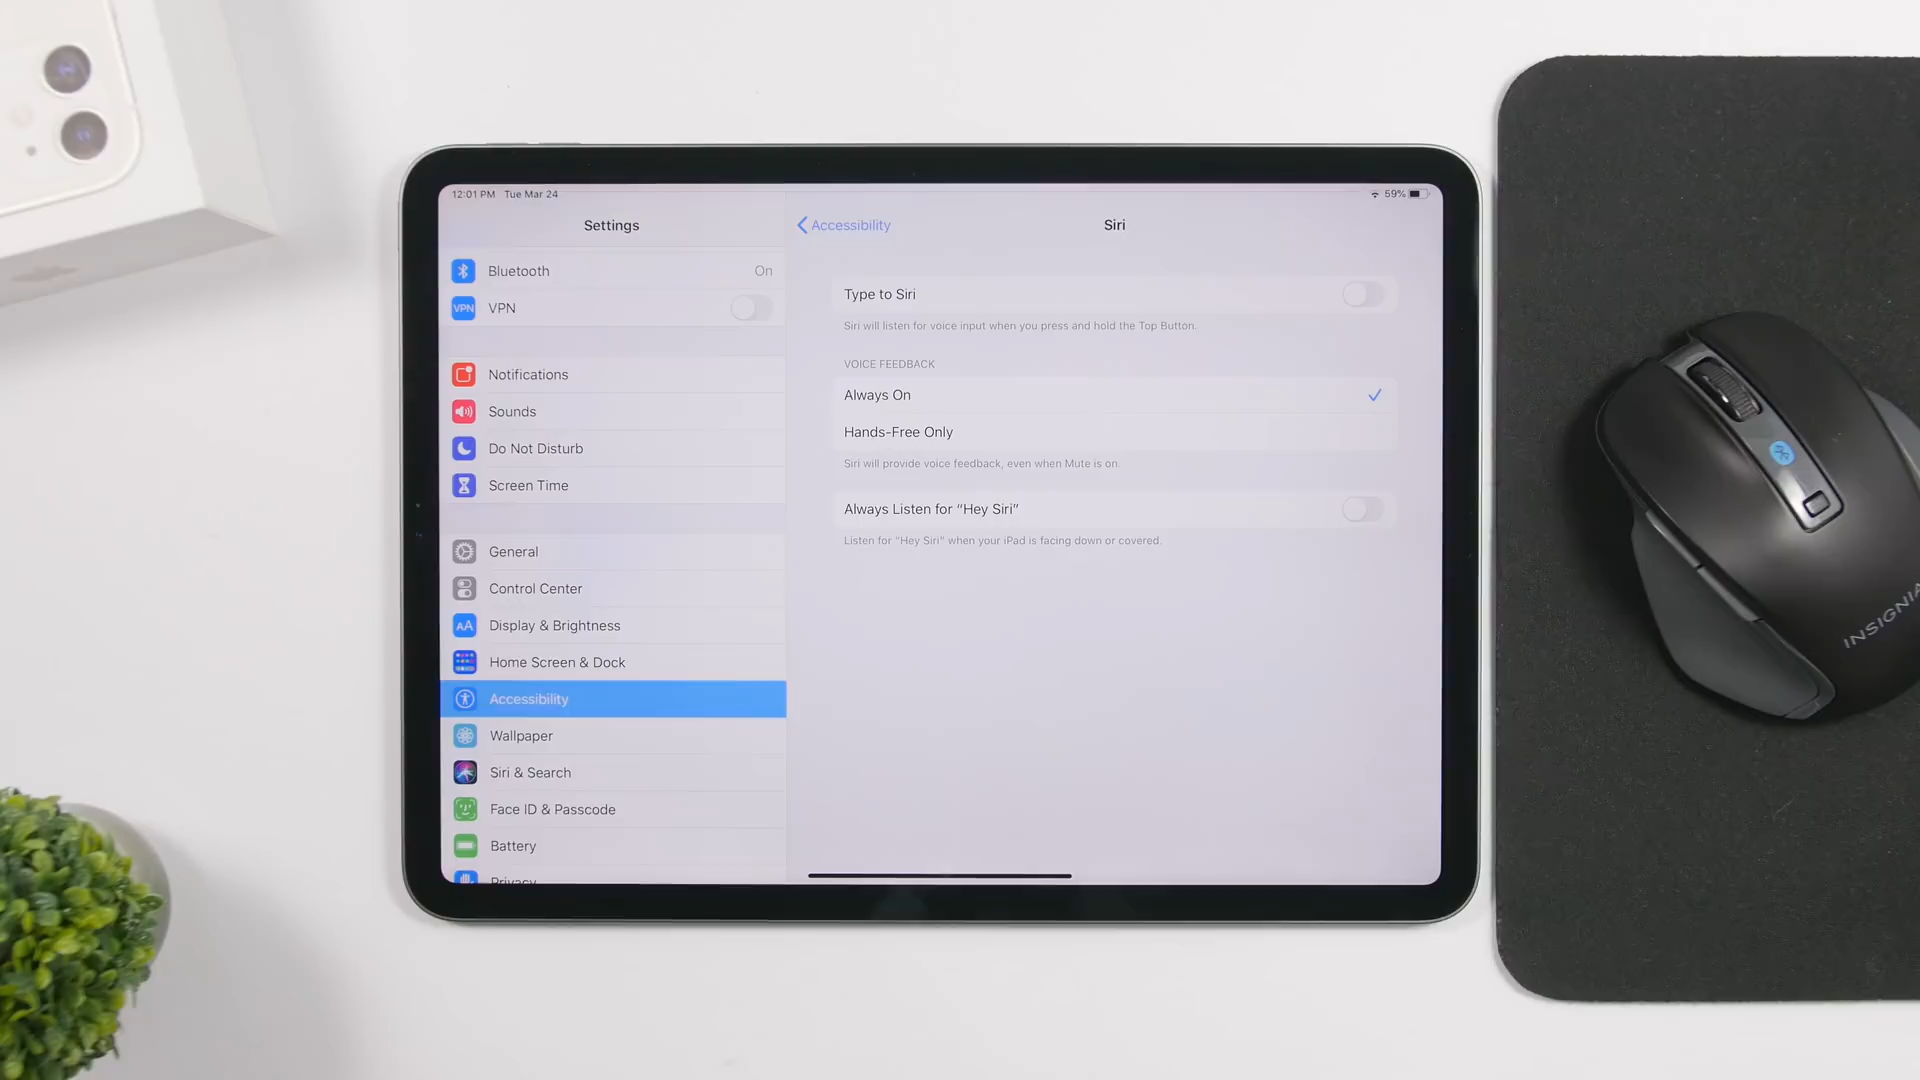 12:01 PM Tue Mar 24
59%
Settings
Bluetooth On
VPN VPN
Notifications
Sounds
Do Not Disturb
Screen Time
General
Control Center
AA Display & Brightness
Home Screen & Dock
Accessibility
Wallpaper
Siri & Search
Face ID & Passcode
Battery
Privacy
Accessibility
Siri
Type to Siri
Siri will listen for voice input when you press and hold the Top Button.
VOICE FEEDBACK
Always On
Hands-Free Only
Siri will provide voice feedback, even when Mute is on.
Always Listen for “Hey Siri”
Listen for “Hey Siri” when your iPad is facing down or covered.
INSIGNIA